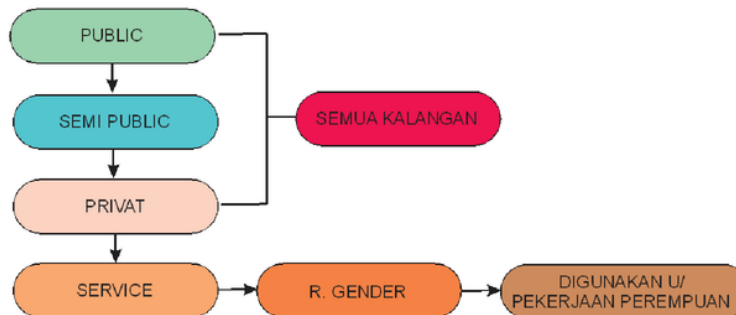 PUBLIC
SEMI PUBLIC
SEMUA KALANGAN
PRIVAT
SERVICE
R. GENDER
DIGUNAKAN U/
PEKERJAAN PEREMPUAN